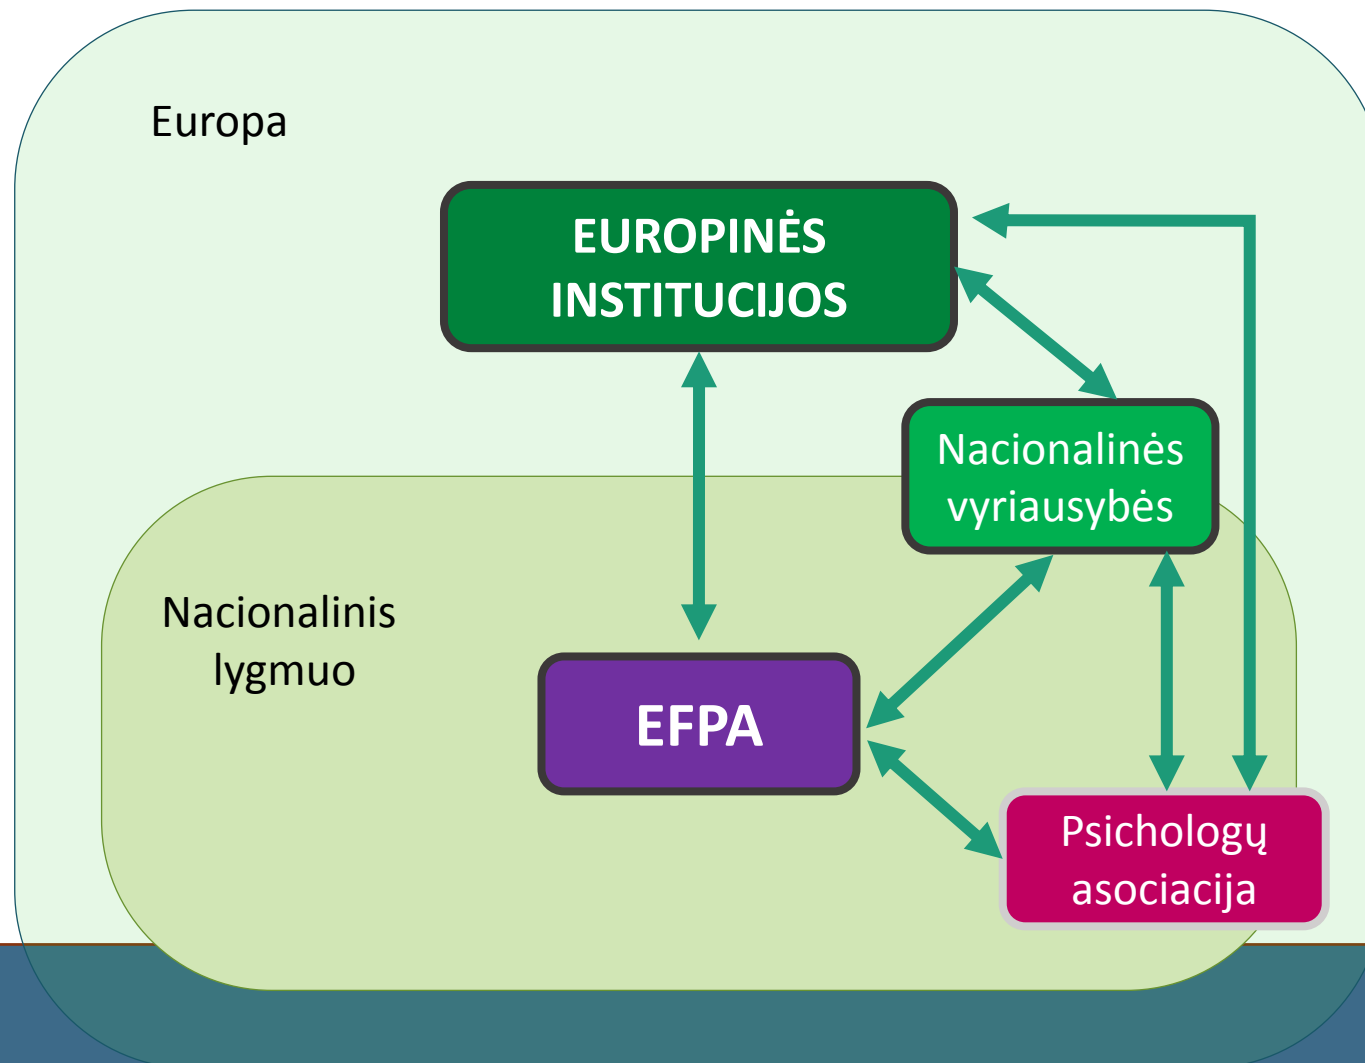 Europa
EUROPINĖS
INSTITUCIJOS
Nacionalinės
vyriausybės
Nacionalinis
lygmuo
EFPA
Psichologų
asociacija